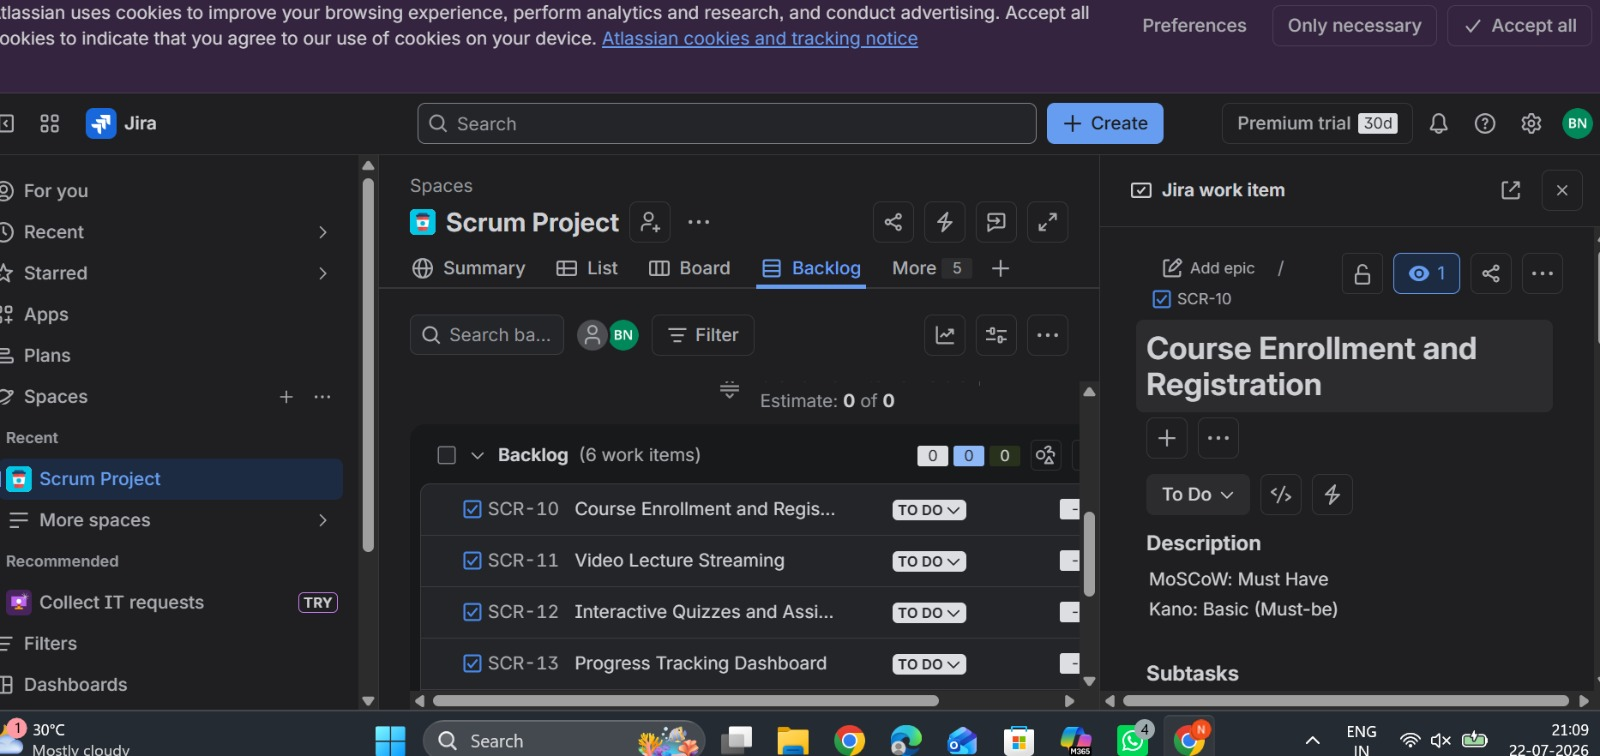 tlassian uses cookies to improve your browsing experience, perform analytics and research, and conduct advertising. Accept all
ookies to indicate that you agree to our use of cookies on your device. Atlassian cookies and tracking notice
Preferences
Only necessary
Accept all
Jira
Search
Create
Premium trial 30d
BN
For you
Recent
Starred
Apps
Plans
Spaces
Recent
Scrum Project
More spaces
Recommended
Collect IT requests TRY
Filters
Dashboards
Spaces
Scrum Project
Summary
List
Board
Backlog
More 5
Search ba...
BN
Filter
Estimate: 0 of 0
Backlog (6 work items) 0 0 0
SCR-10 Course Enrollment and Regis... TO DO -
SCR-11 Video Lecture Streaming TO DO -
SCR-12 Interactive Quizzes and Assi... TO DO -
SCR-13 Progress Tracking Dashboard TO DO -
Jira work item
Add epic /
1
SCR-10
Course Enrollment and
Registration
To Do
Description
MoSCoW: Must Have
Kano: Basic (Must-be)
Subtasks
1
30°C
Mostly cloudy
Search
M365
4
N
ENG
IN
21:09
22-07-2026